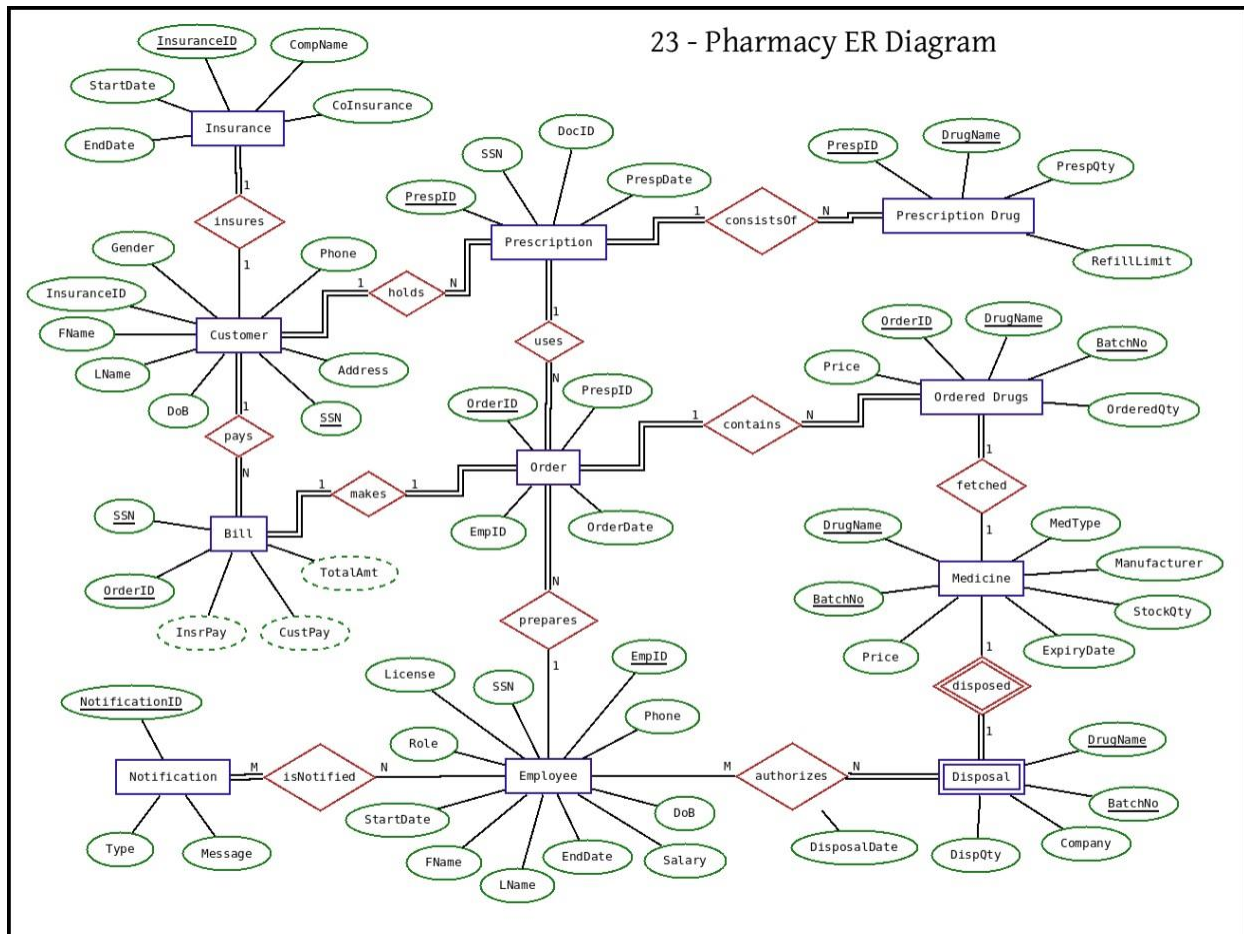 23 - Pharmacy ER Diagram
InsuranceID
CompName
StartDate
CoInsurance
EndDate
Insurance
1
insures
1
Gender
Phone
InsuranceID
FName
LName
DoB
SSN
Address
Customer
1
holds
N
PrespID
SSN
DocID
PrespDate
Prescription
1
consistsOf
N
PrespID
DrugName
PrespQty
Prescription Drug
RefillLimit
1
uses
N
1
pays
N
SSN
Bill
OrderID
TotalAmt
InsrPay
CustPay
1
makes
1
OrderID
PrespID
Order
EmpID
OrderDate
1
contains
N
OrderID
DrugName
BatchNo
Price
Ordered Drugs
OrderedQty
1
fetched
1
DrugName
MedType
Manufacturer
Medicine
BatchNo
StockQty
Price
ExpiryDate
N
prepares
1
1
disposed
1
NotificationID
Notification
Type
Message
M
isNotified
N
License
SSN
EmpID
Phone
Role
Employee
StartDate
DoB
FName
LName
EndDate
Salary
M
authorizes
N
DisposalDate
DrugName
Disposal
BatchNo
DispQty
Company